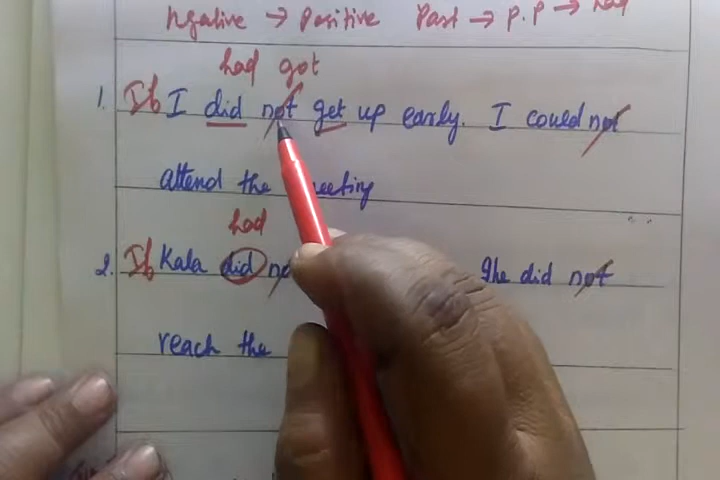 Negative → Positive Past → P.P → had
had got
1. If I did not get up early. I could not
attend the meeting
had
2. If Kala did She did not
reach the